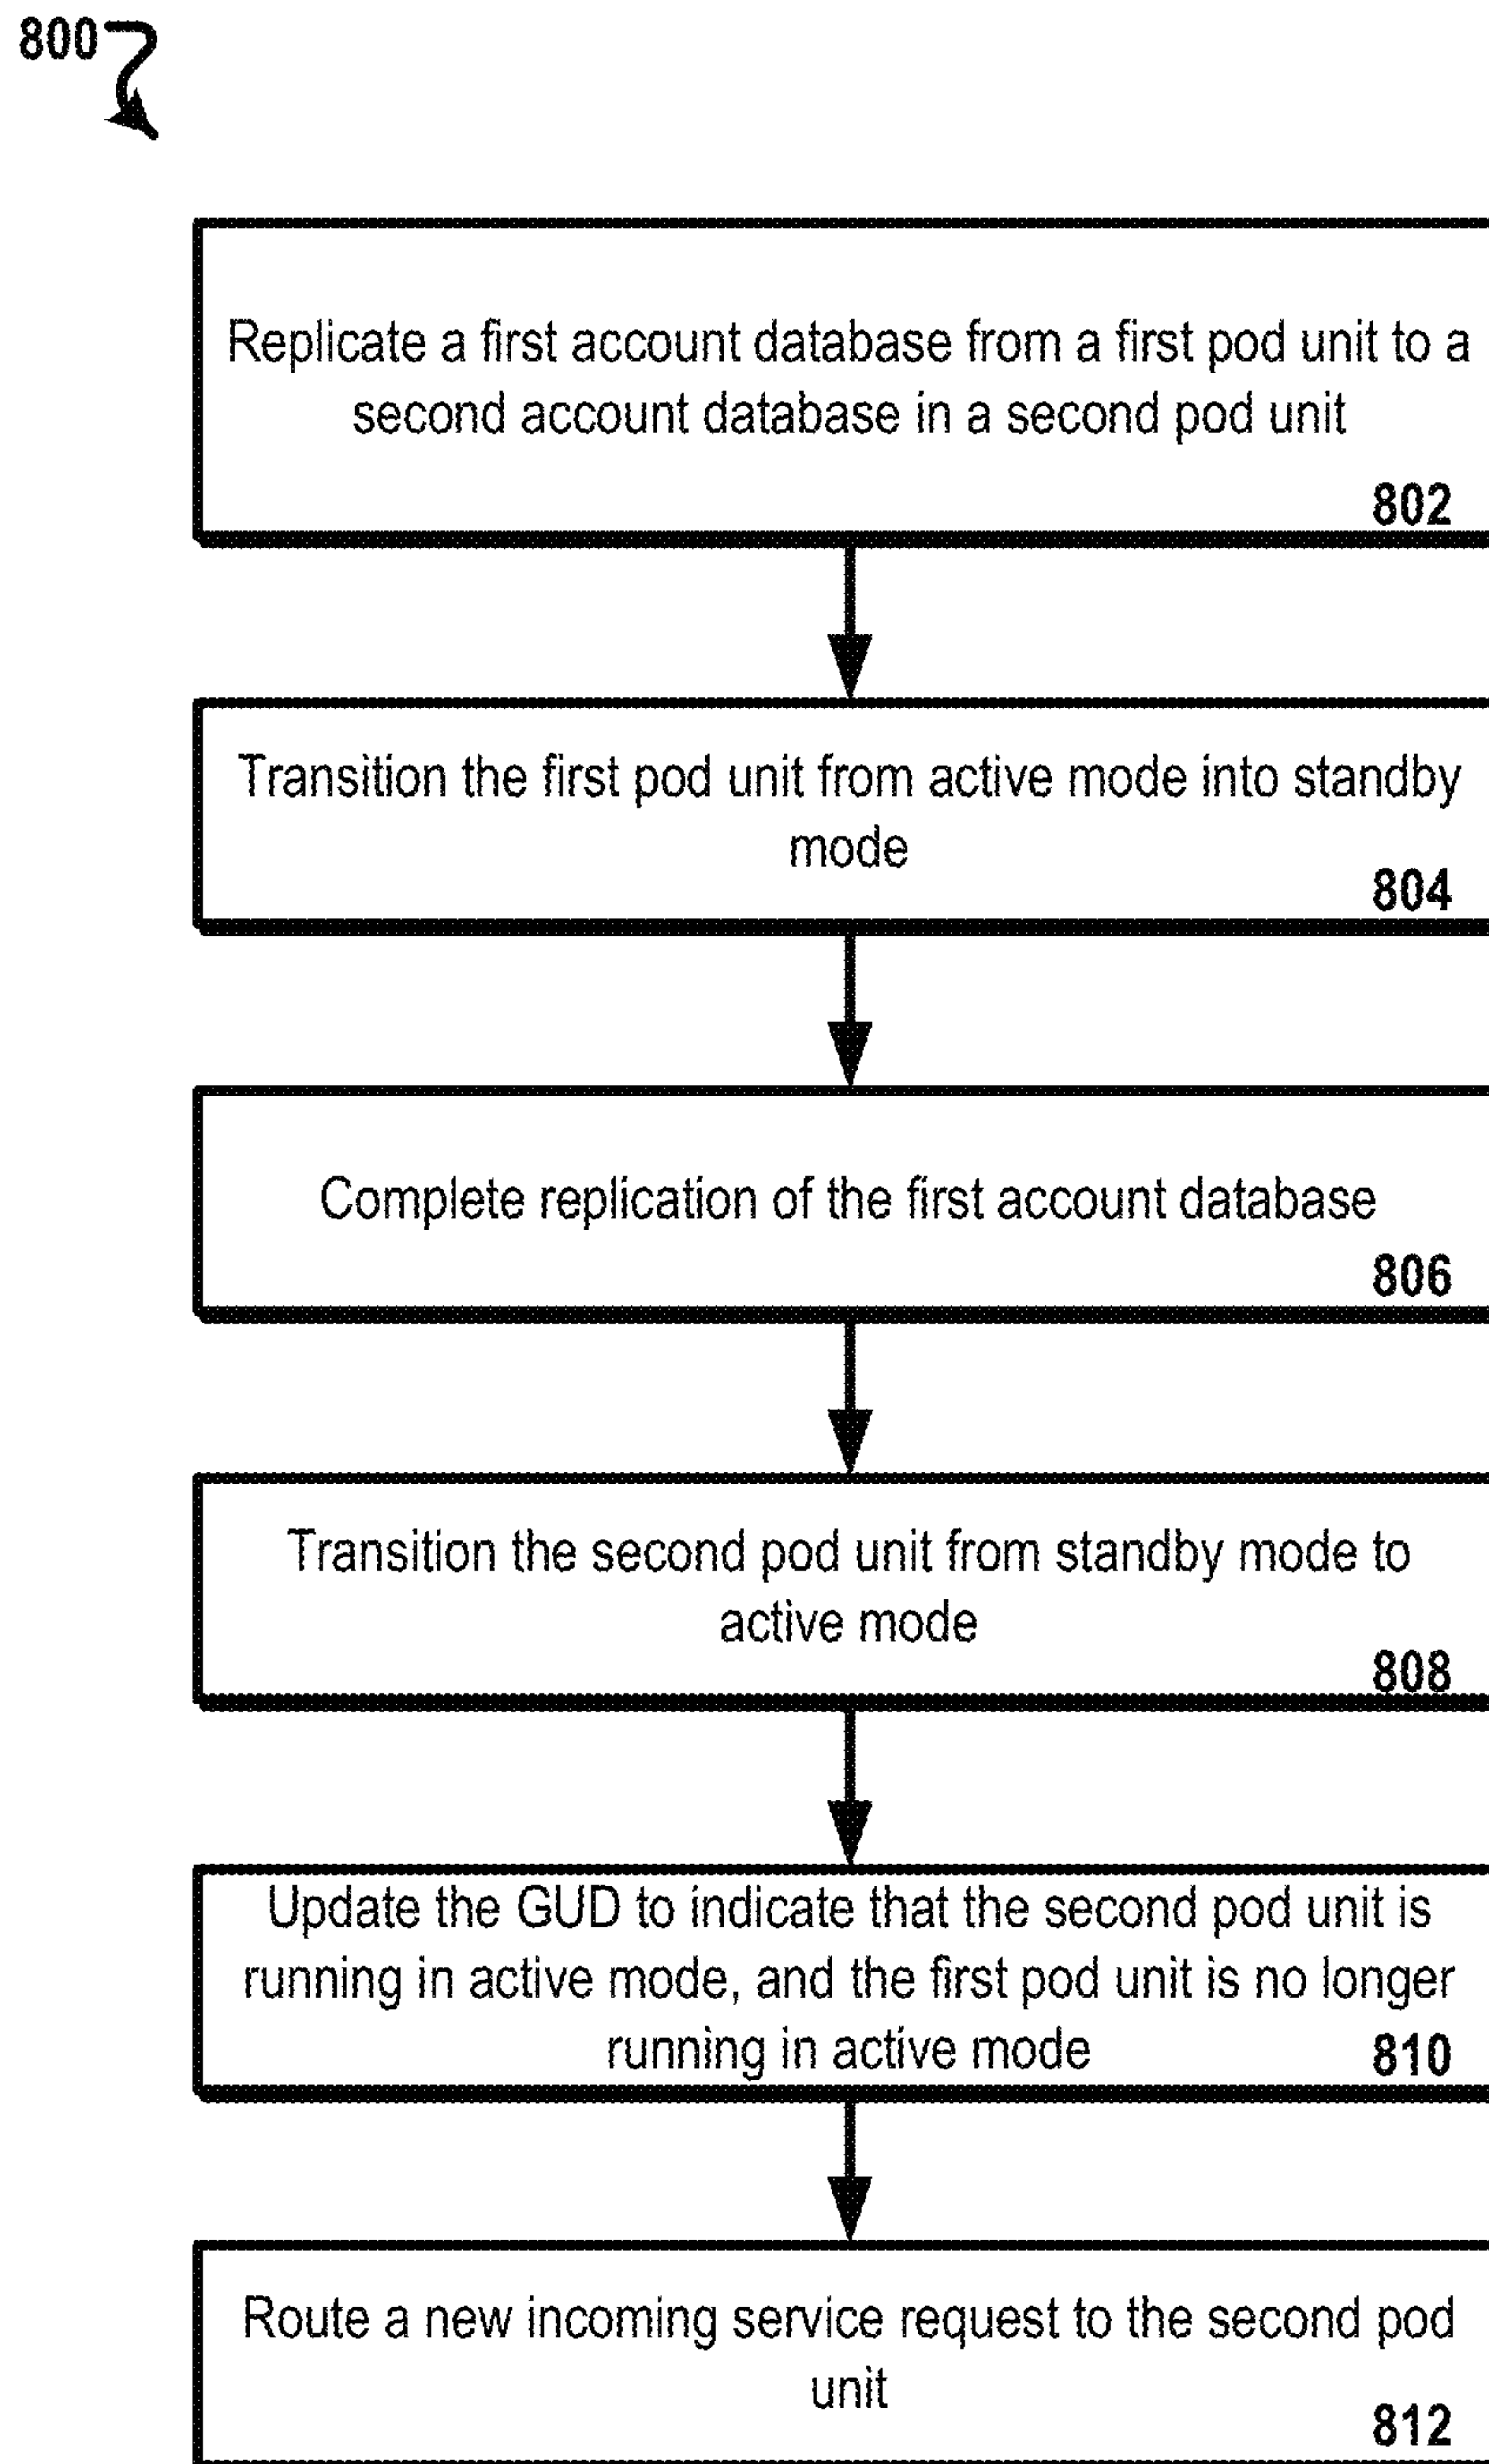 800
Replicate a first account database from a first pod unit to a
second account database in a second pod unit
802
Transition the first pod unit from active mode into standby
mode
804
Complete replication of the first account database
806
Transition the second pod unit from standby mode to
active mode
808
Update the GUD to indicate that the second pod unit is
running in active mode, and the first pod unit is no longer
running in active mode 810
Route a new incoming service request to the second pod
unit
812